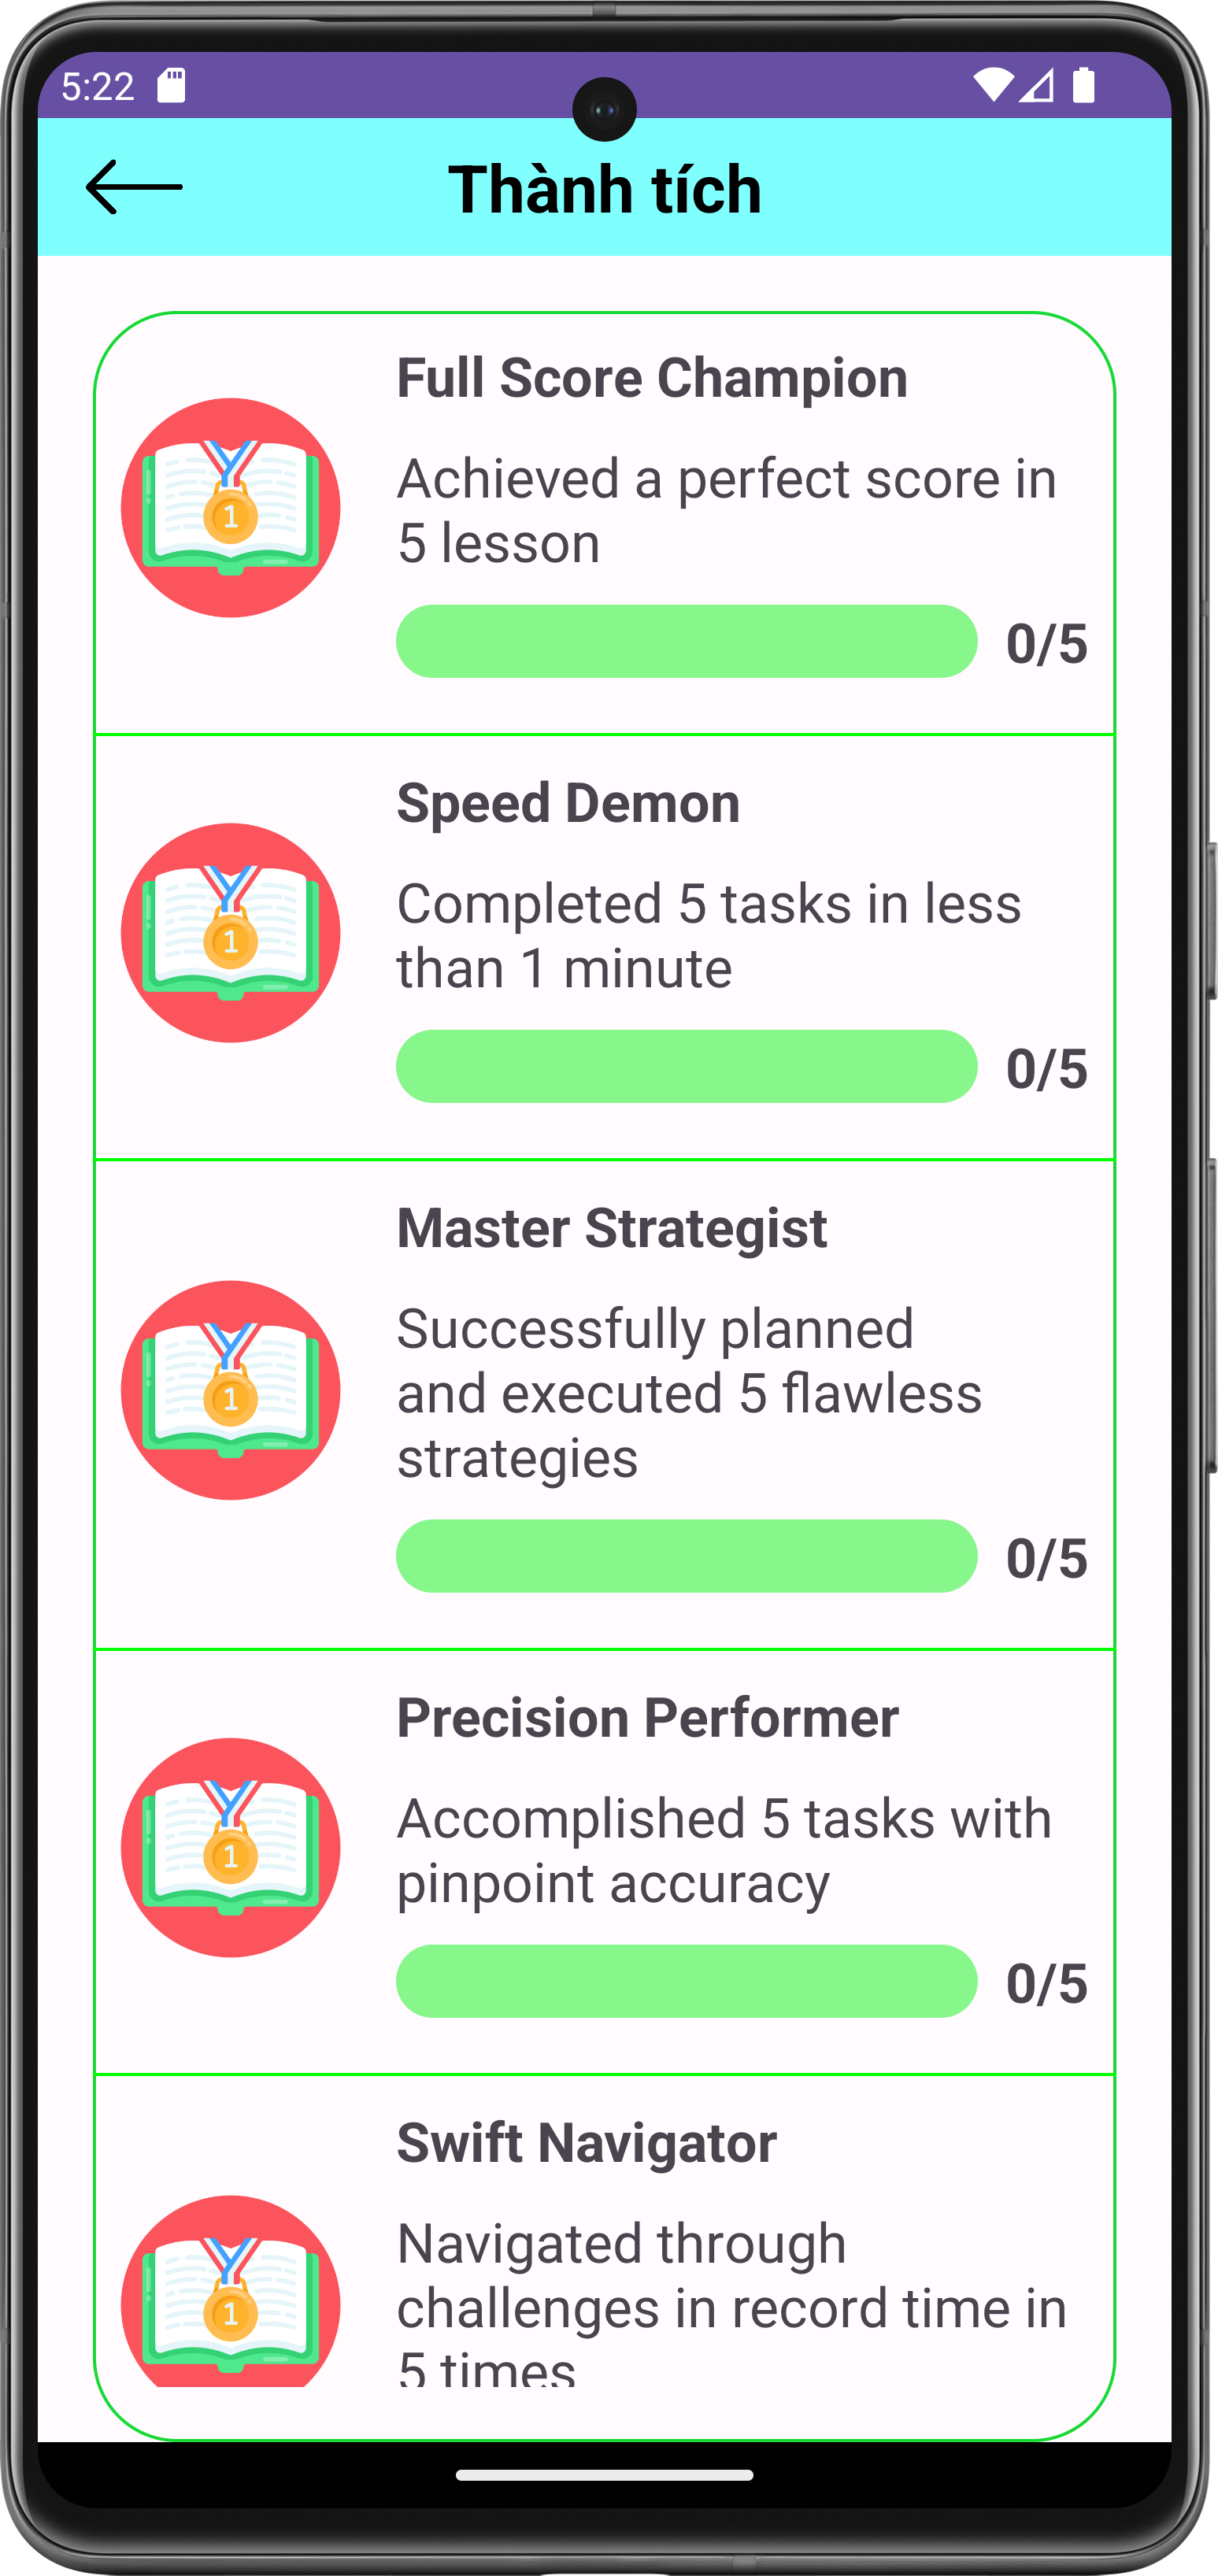 5:22
Thành tích
Full Score Champion
Achieved a perfect score in
5 lesson
0/5
1
Speed Demon
Completed 5 tasks in less
than 1 minute
0/5
1
Master Strategist
Successfully planned
and executed 5 flawless
strategies
0/5
1
Precision Performer
Accomplished 5 tasks with
pinpoint accuracy
0/5
1
Swift Navigator
Navigated through
challenges in record time in
5 times
1